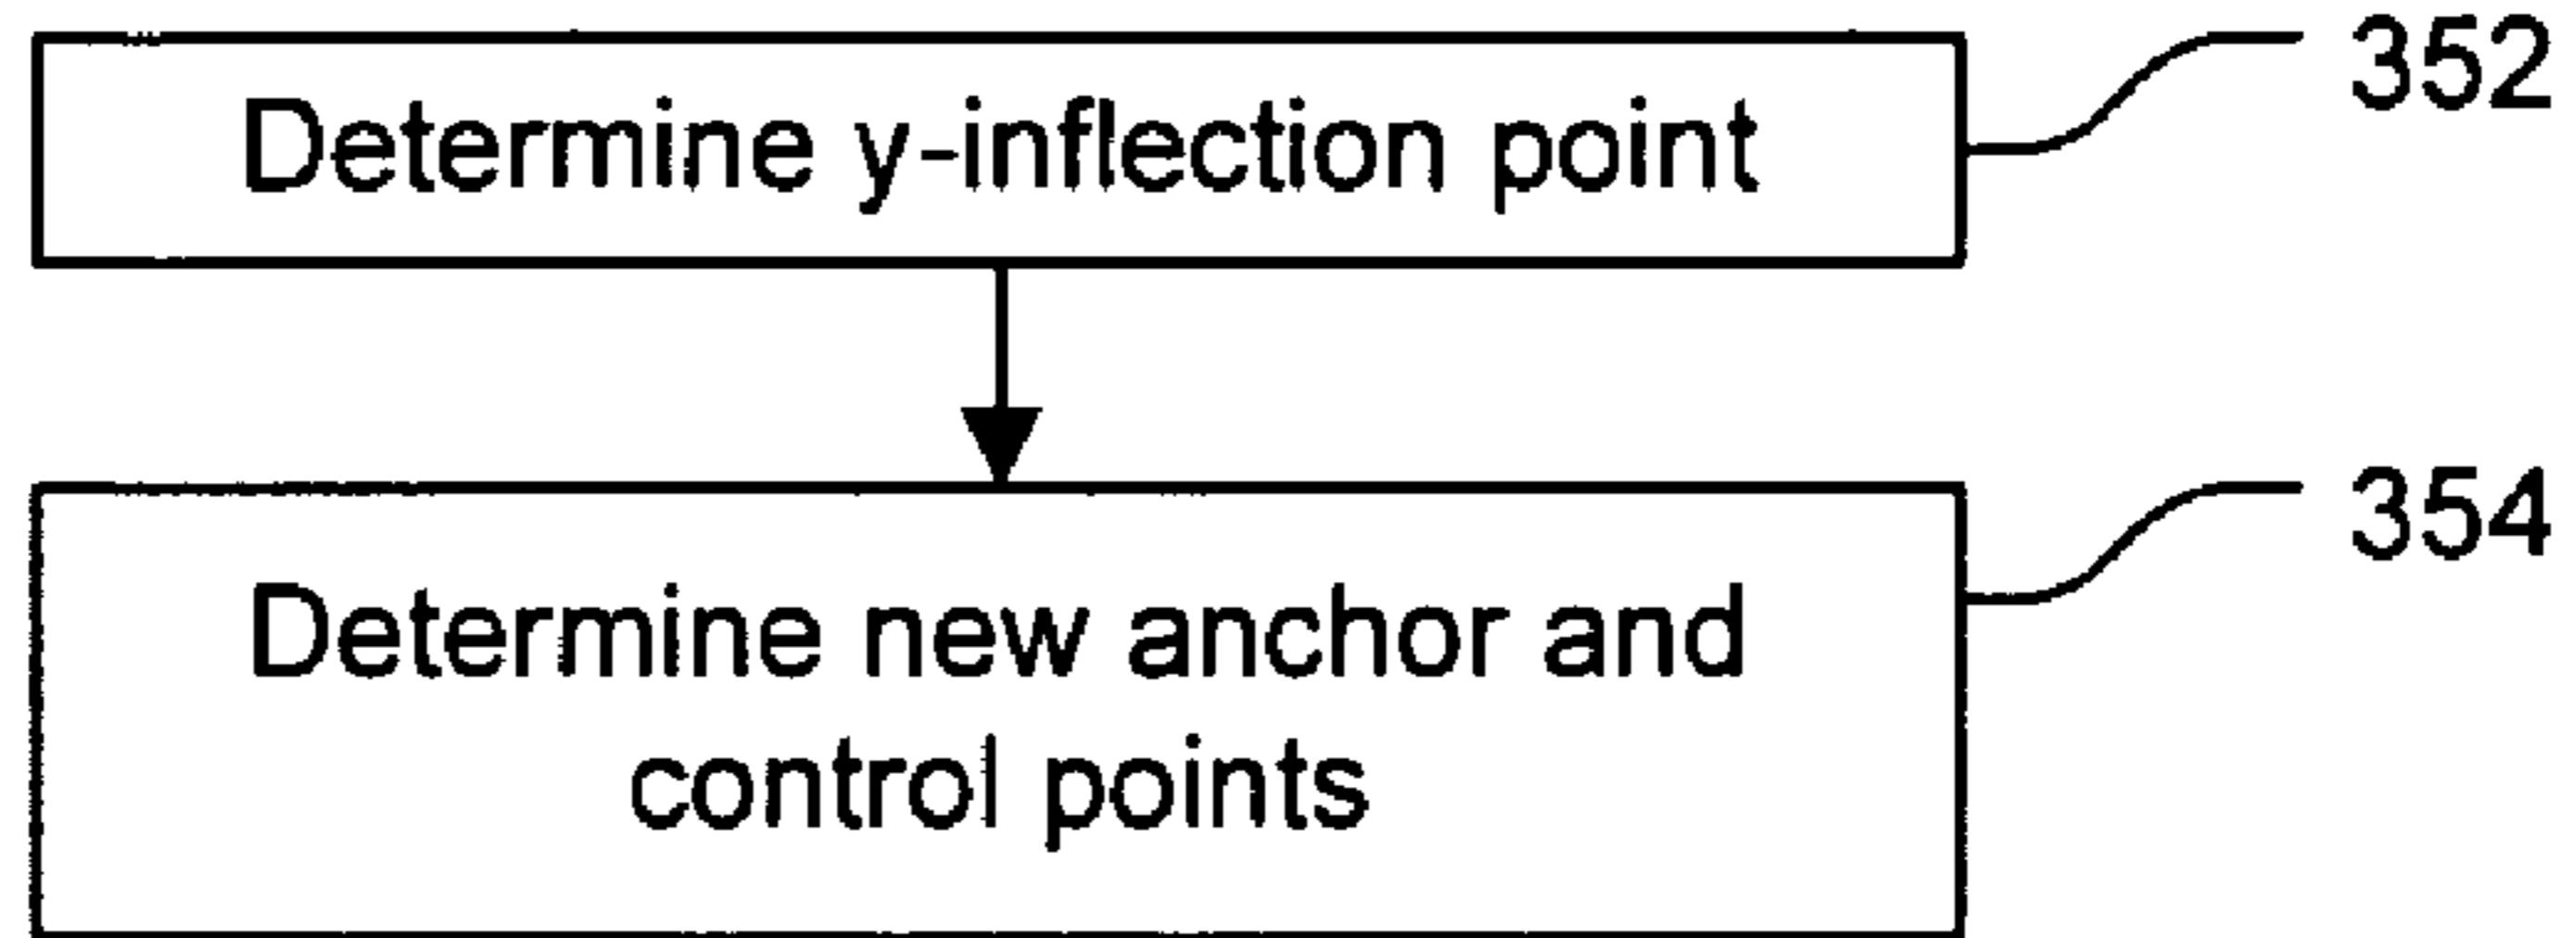 Determine y-inflection point
352
Determine new anchor and
control points
354